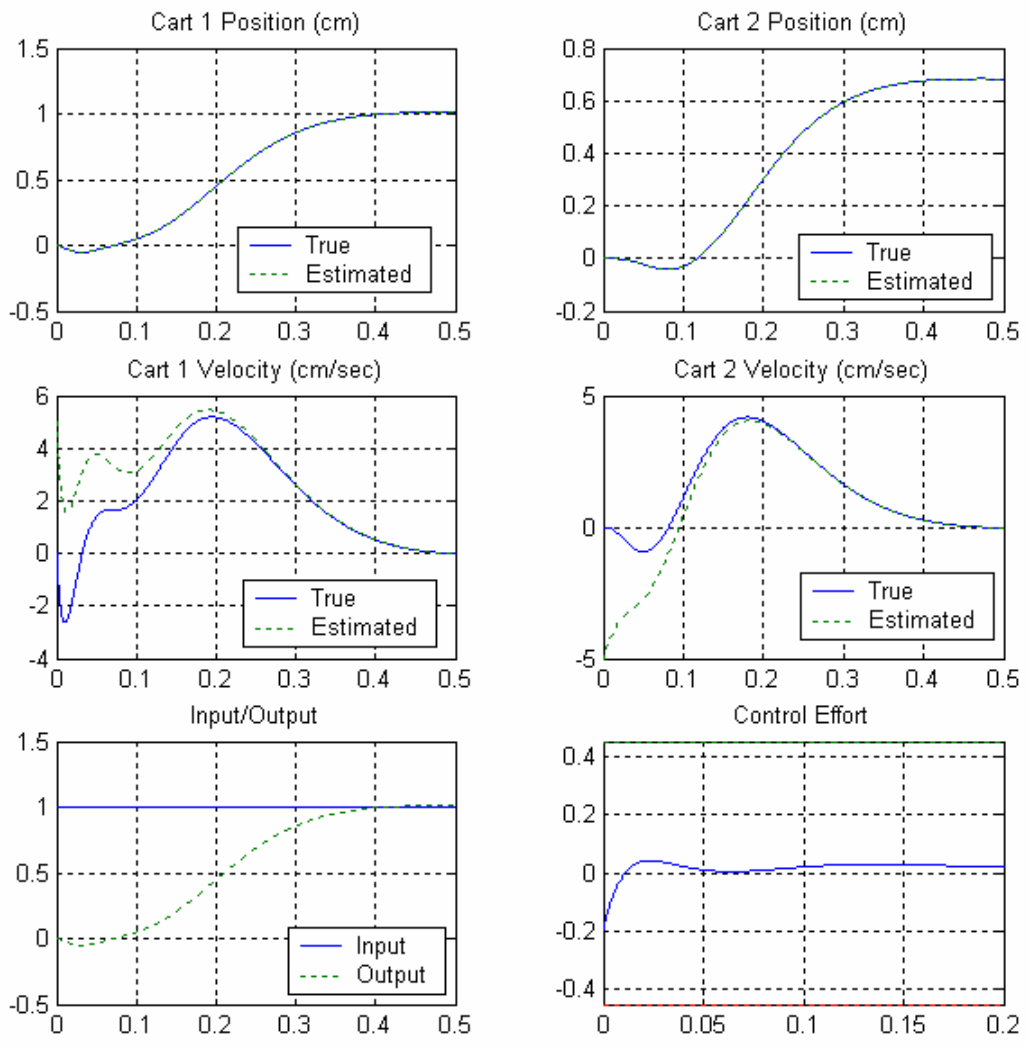 Cart 1 Position (cm)
1.5
1
0.5
0
-0.5
0 0.1 0.2 0.3 0.4 0.5
True
Estimated
Cart 2 Position (cm)
0.8
0.6
0.4
0.2
0
-0.2
0 0.1 0.2 0.3 0.4 0.5
True
Estimated
Cart 1 Velocity (cm/sec)
6
4
2
0
-2
-4
0 0.1 0.2 0.3 0.4 0.5
True
Estimated
Cart 2 Velocity (cm/sec)
5
0
-5
0 0.1 0.2 0.3 0.4 0.5
True
Estimated
Input/Output
1.5
1
0.5
0
-0.5
0 0.1 0.2 0.3 0.4 0.5
Input
Output
Control Effort
0.4
0.2
0
-0.2
-0.4
0 0.05 0.1 0.15 0.2